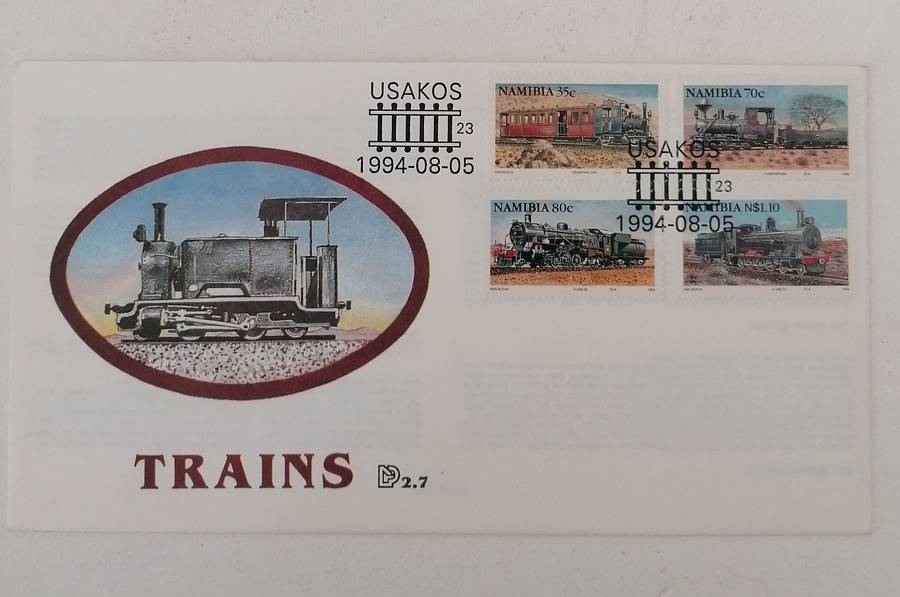 USAKOS
23
1994-08-05
NAMIBIA 35c
NAMIBIA 70c
USAKOS
23
1994-08-05
NAMIBIA 80c
NAMIBIA N$1.10
TRAINS
2.7